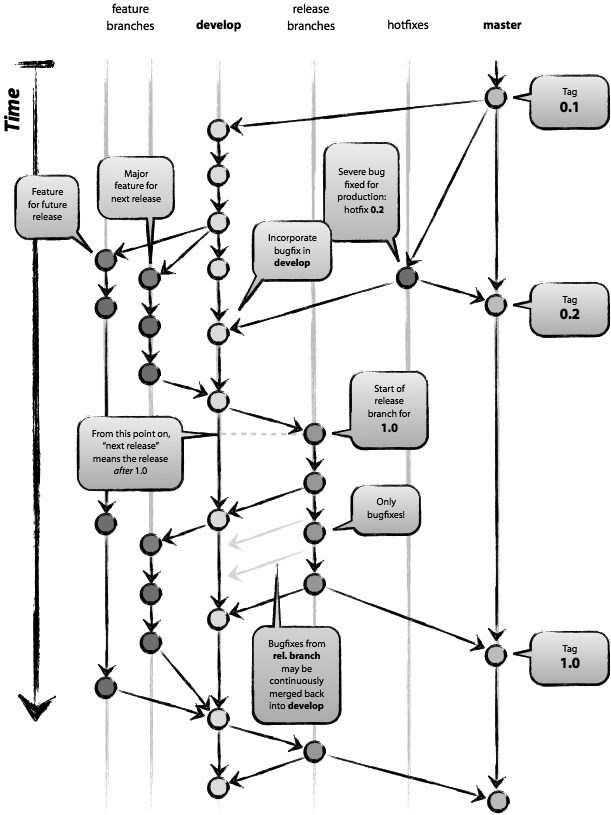 feature
branches
develop
release
branches
hotfixes
master
Time
Tag
0.1
Major
feature for
next release
Severe bug
fixed for
production:
hotfix 0.2
Feature
for future
release
Incorporate
bugfix in
develop
Tag
0.2
Start of
release
branch for
1.0
From this point on,
“next release”
means the release
after 1.0
Only
bugfixes!
Bugfixes from
rel. branch
may be
continuously
merged back
into develop
Tag
1.0